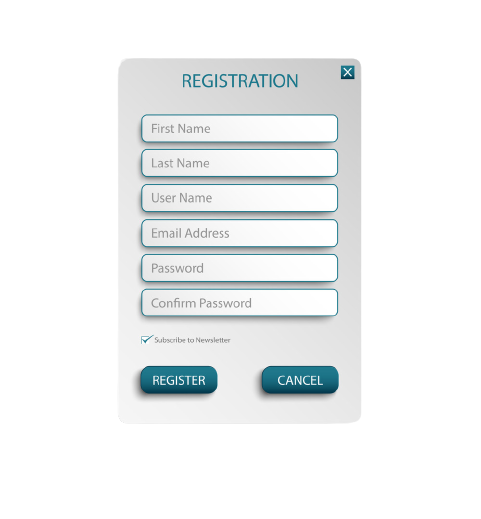 REGISTRATION
First Name
Last Name
User Name
Email Address
Password
Confirm Password
Subscribe to Newsletter
REGISTER
CANCEL